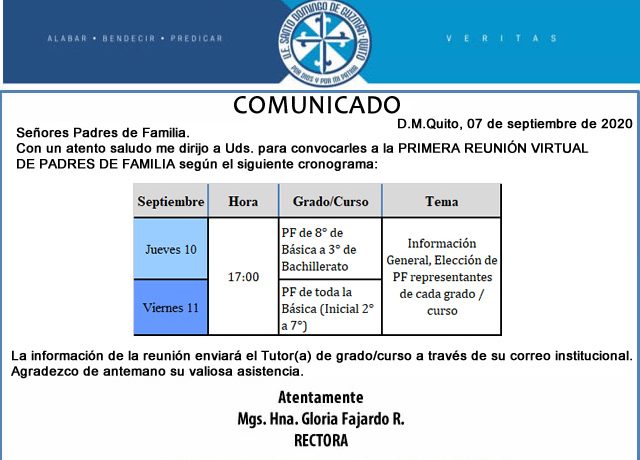 ALABAR • BENDECIR • PREDICAR
U.E. SANTO DOMINGO DE GUZMÁN-QUITO
POR DIOS Y POR MI PATRIA
VERITAS
COMUNICADO
D.M.Quito, 07 de septiembre de 2020
Señores Padres de Familia.
Con un atento saludo me dirijo a Uds. para convocarles a la PRIMERA REUNIÓN VIRTUAL
DE PADRES DE FAMILIA según el siguiente cronograma:
Septiembre Hora Grado/Curso Tema
Jueves 10
17:00
PF de 8° de
Básica a 3° de
Bachillerato
Información
General, Elección de
PF representantes
de cada grado /
curso
Viernes 11
PF de toda la
Básica (Inicial 2°
a 7°)
La información de la reunión enviará el Tutor(a) de grado/curso a través de su correo institucional.
Agradezco de antemano su valiosa asistencia.
Atentamente
Mgs. Hna. Gloria Fajardo R.
RECTORA